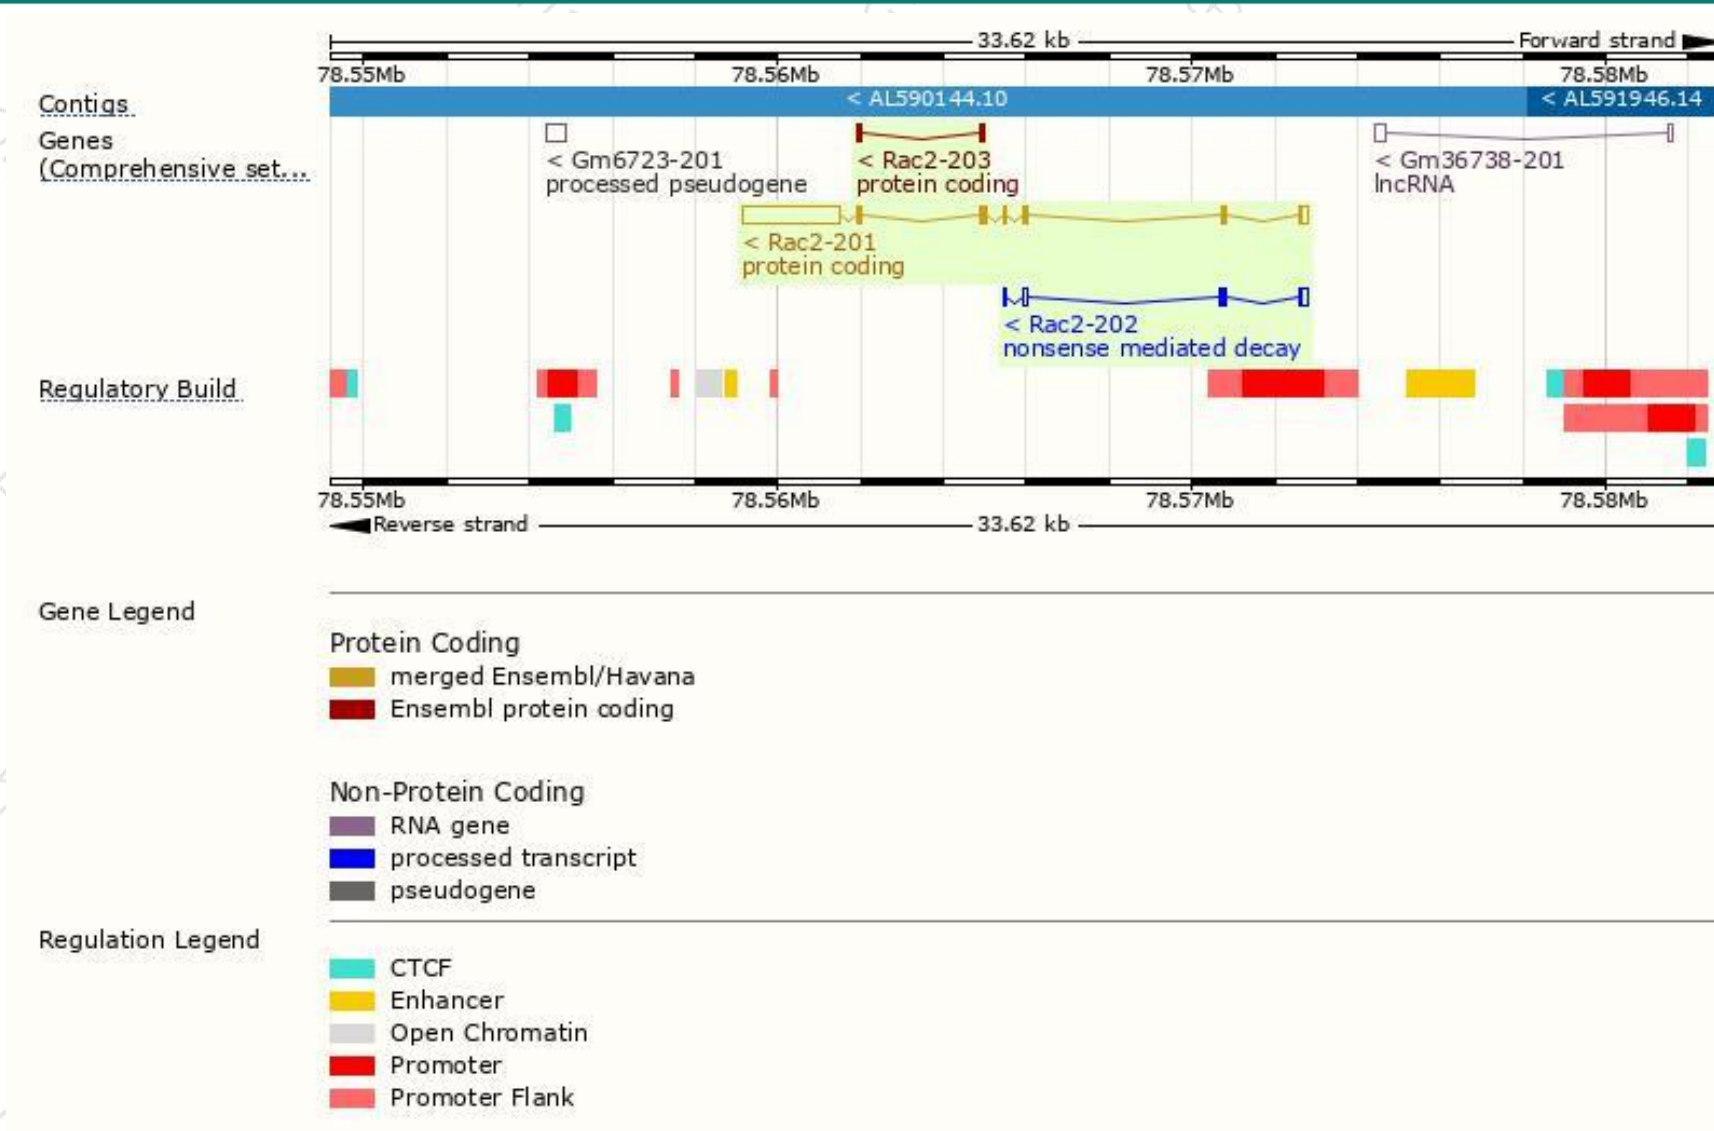 33.62 kb Forward strand
78.55Mb 78.56Mb 78.57Mb 78.58Mb
Contigs < AL590144.10 < AL591946.14
Genes
(Comprehensive set...
< Gm6723-201 < Rac2-203 < Gm36738-201
processed pseudogene protein coding lncRNA
< Rac2-201
protein coding
< Rac2-202
nonsense mediated decay
Regulatory Build
78.55Mb 78.56Mb 78.57Mb 78.58Mb
Reverse strand 33.62 kb
Gene Legend
Protein Coding
merged Ensembl/Havana
Ensembl protein coding
Non-Protein Coding
RNA gene
processed transcript
pseudogene
Regulation Legend
CTCF
Enhancer
Open Chromatin
Promoter
Promoter Flank